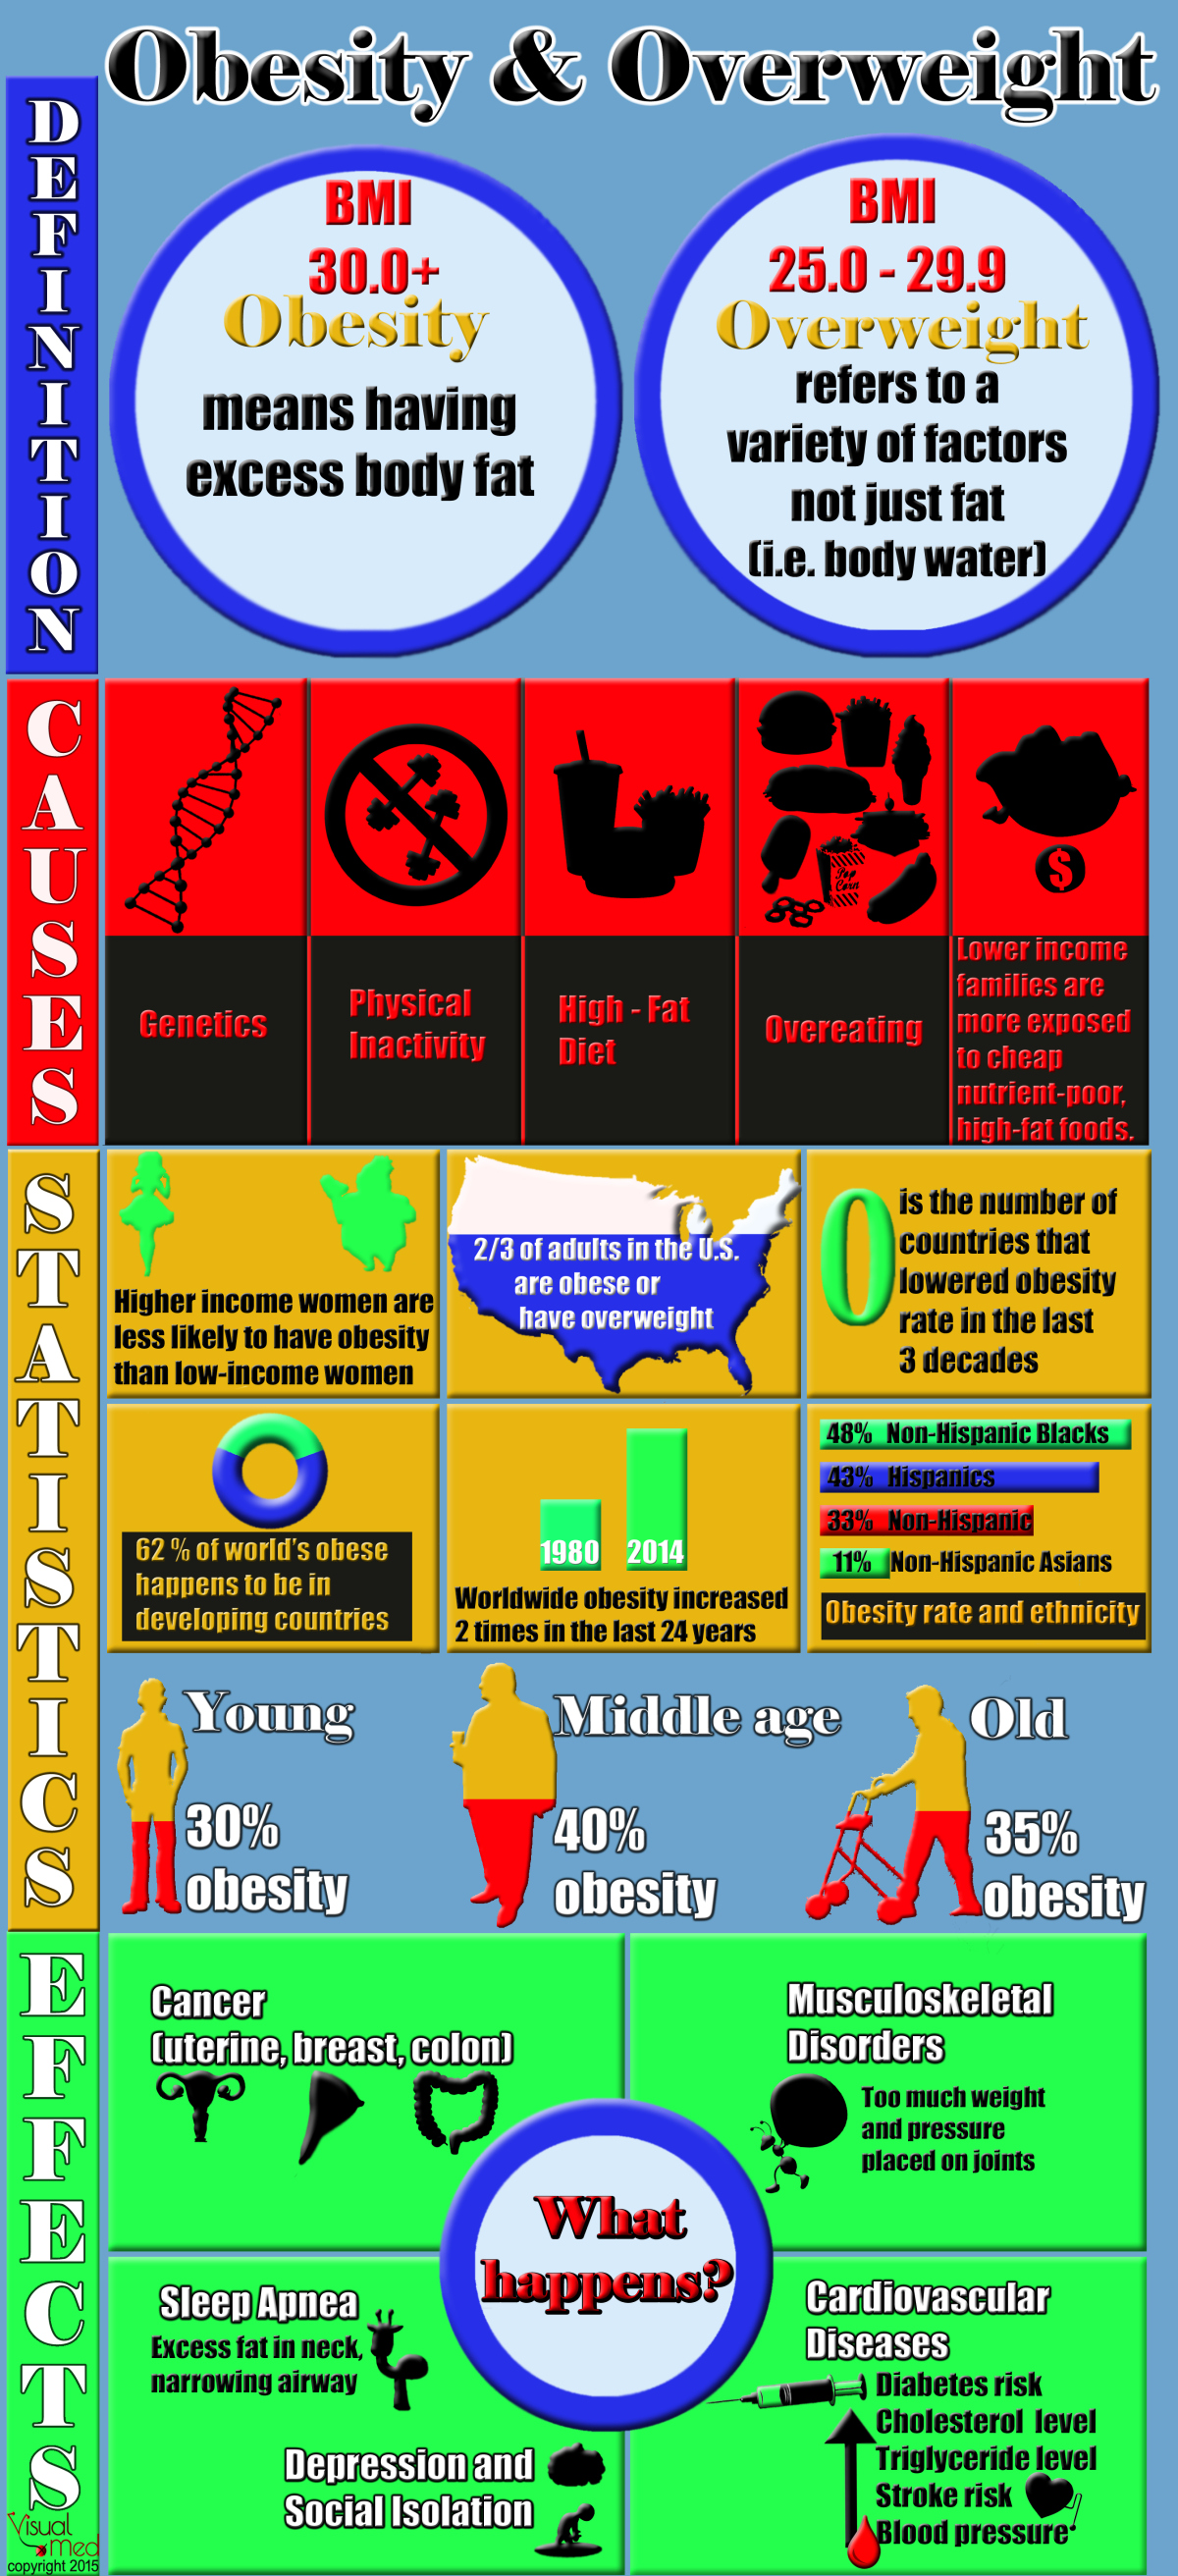 Obesity & Overweight
DEFINITION
BMI
30.0+
Obesity
means having
excess body fat
BMI
25.0 - 29.9
Overweight
refers to a
variety of factors
not just fat
(i.e. body water)
CAUSES
Pop
Corn
$
Genetics
Physical
Inactivity
High - Fat
Diet
Overeating
Lower income
families are
more exposed
to cheap
nutrient-poor,
high-fat foods.
STATISTICS
Higher income women are
less likely to have obesity
than low-income women
2/3 of adults in the U.S.
are obese or
have overweight
0 is the number of
countries that
lowered obesity
rate in the last
3 decades
62 % of world's obese
happens to be in
developing countries
1980 2014
Worldwide obesity increased
2 times in the last 24 years
48% Non-Hispanic Blacks
43% Hispanics
33% Non-Hispanic
11% Non-Hispanic Asians
Obesity rate and ethnicity
Young
30%
obesity
Middle age
40%
obesity
Old
35%
obesity
EFFECTS
Cancer
(uterine, breast, colon)
Musculoskeletal
Disorders
Too much weight
and pressure
placed on joints
What
happens?
Sleep Apnea
Excess fat in neck,
narrowing airway
Depression and
Social Isolation
Cardiovascular
Diseases
Diabetes risk
Cholesterol level
Triglyceride level
Stroke risk
Blood pressure
Visual
med
copyright 2015